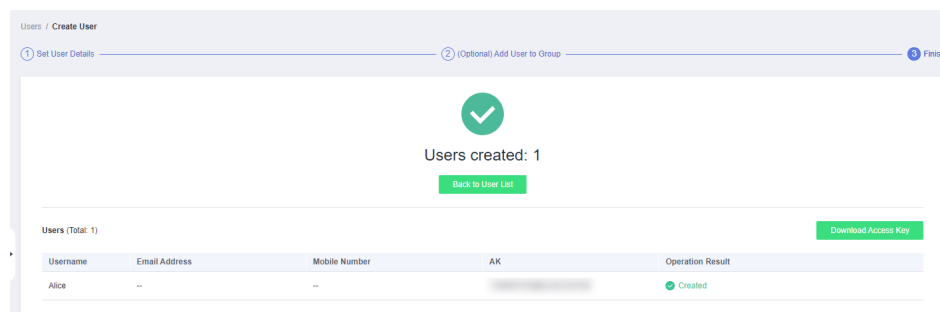 Users / Create User
1 Set User Details
2 (Optional) Add User to Group
3 Finis
Users created: 1
Back to User List
Users (Total: 1)
Download Access Key
Username Email Address Mobile Number AK Operation Result
Alice -- -- Created